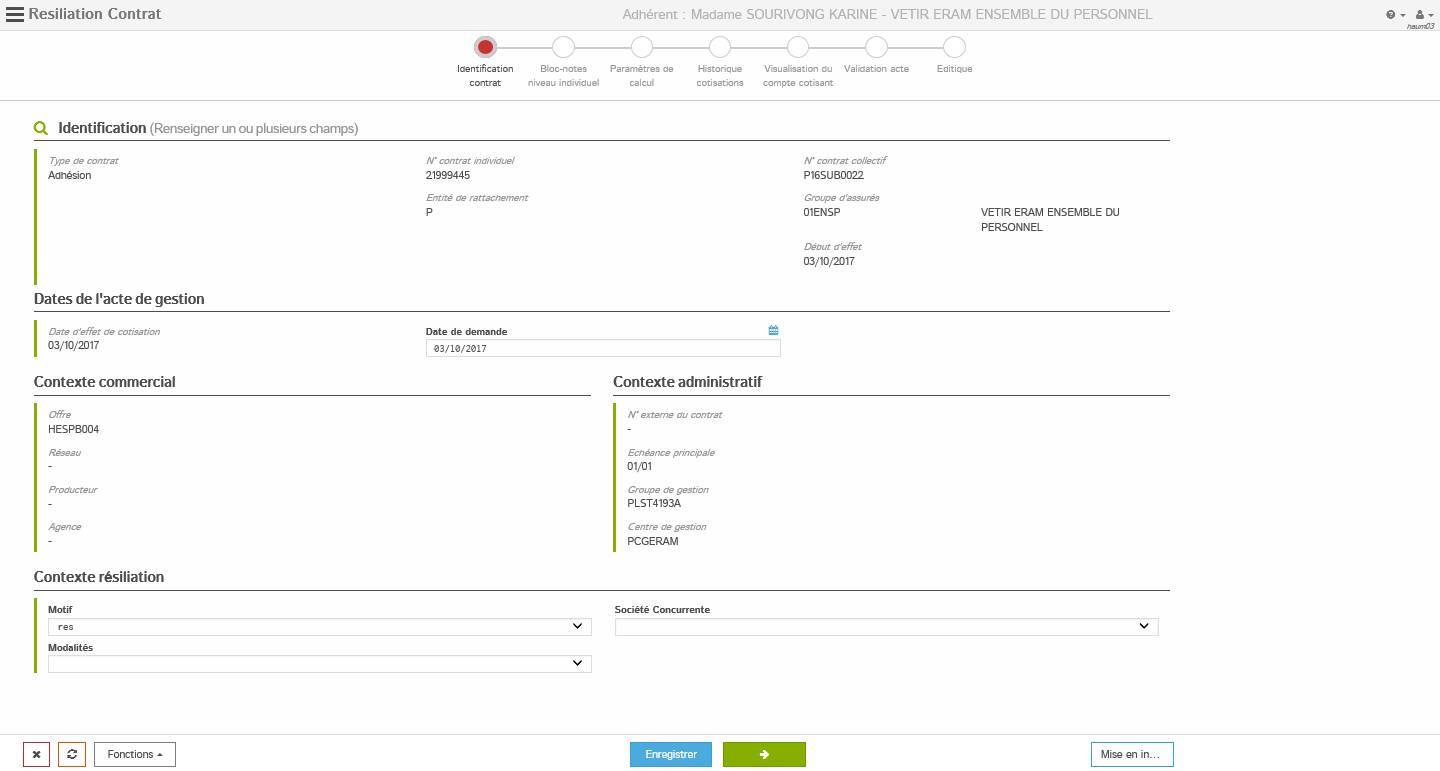 Resiliation Contrat
Adhérent : Madame SOURIVONG KARINE - VETIR ERAM ENSEMBLE DU PERSONNEL
haum03
Identification contrat
Bloc-notes niveau individuel
Paramètres de calcul
Historique cotisations
Visualisation du compte cotisant
Validation acte
Editique
Identification (Renseigner un ou plusieurs champs)
Type de contrat
Adhésion
N° contrat individuel
21999445
N° contrat collectif
P16SUB0022
Entité de rattachement
P
Groupe d'assurés
01ENSP
VETIR ERAM ENSEMBLE DU
PERSONNEL
Début d'effet
03/10/2017
Dates de l'acte de gestion
Date d'effet de cotisation
03/10/2017
Date de demande
03/10/2017
Contexte commercial
Offre
HESPB004
Réseau
-
Producteur
-
Agence
-
Contexte administratif
N° externe du contrat
-
Echéance principale
01/01
Groupe de gestion
PLST4193A
Centre de gestion
PCGERAM
Contexte résiliation
Motif
res
Société Concurrente
Modalités
Fonctions
Enregistrer
Mise en in...